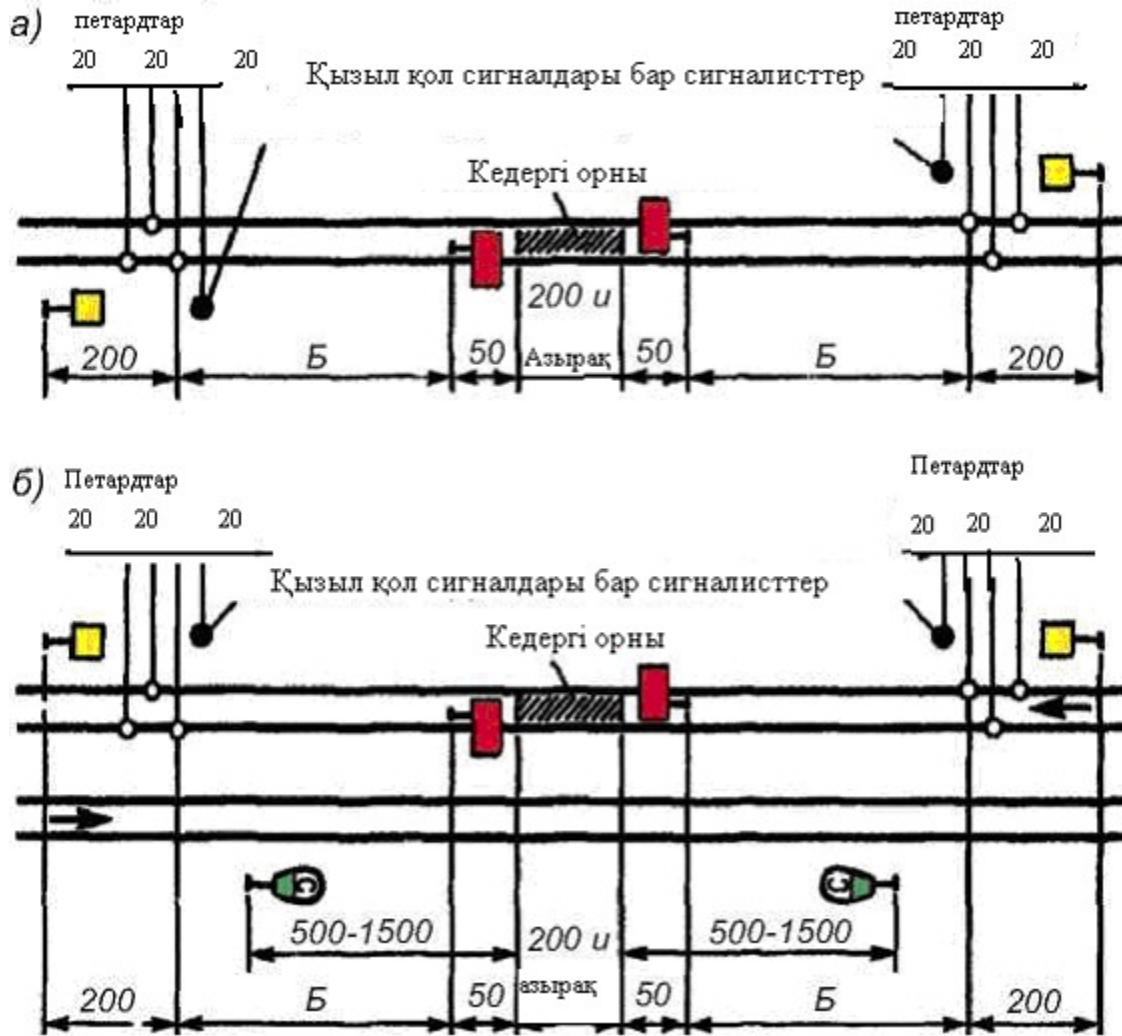 а) петардтар петардтар
20 20 20 20 20 20
Қызыл қол сигналдары бар сигналисттер
Кедергі орны
200 и
200 Б 50 Азырақ 50 Б 200
б) Петардтар Петардтар
20 20 20 20 20 20
Қызыл қол сигналдары бар сигналисттер
Кедергі орны
С С
500-1500 200 и 500-1500
200 Б 50 азырақ 50 Б 200